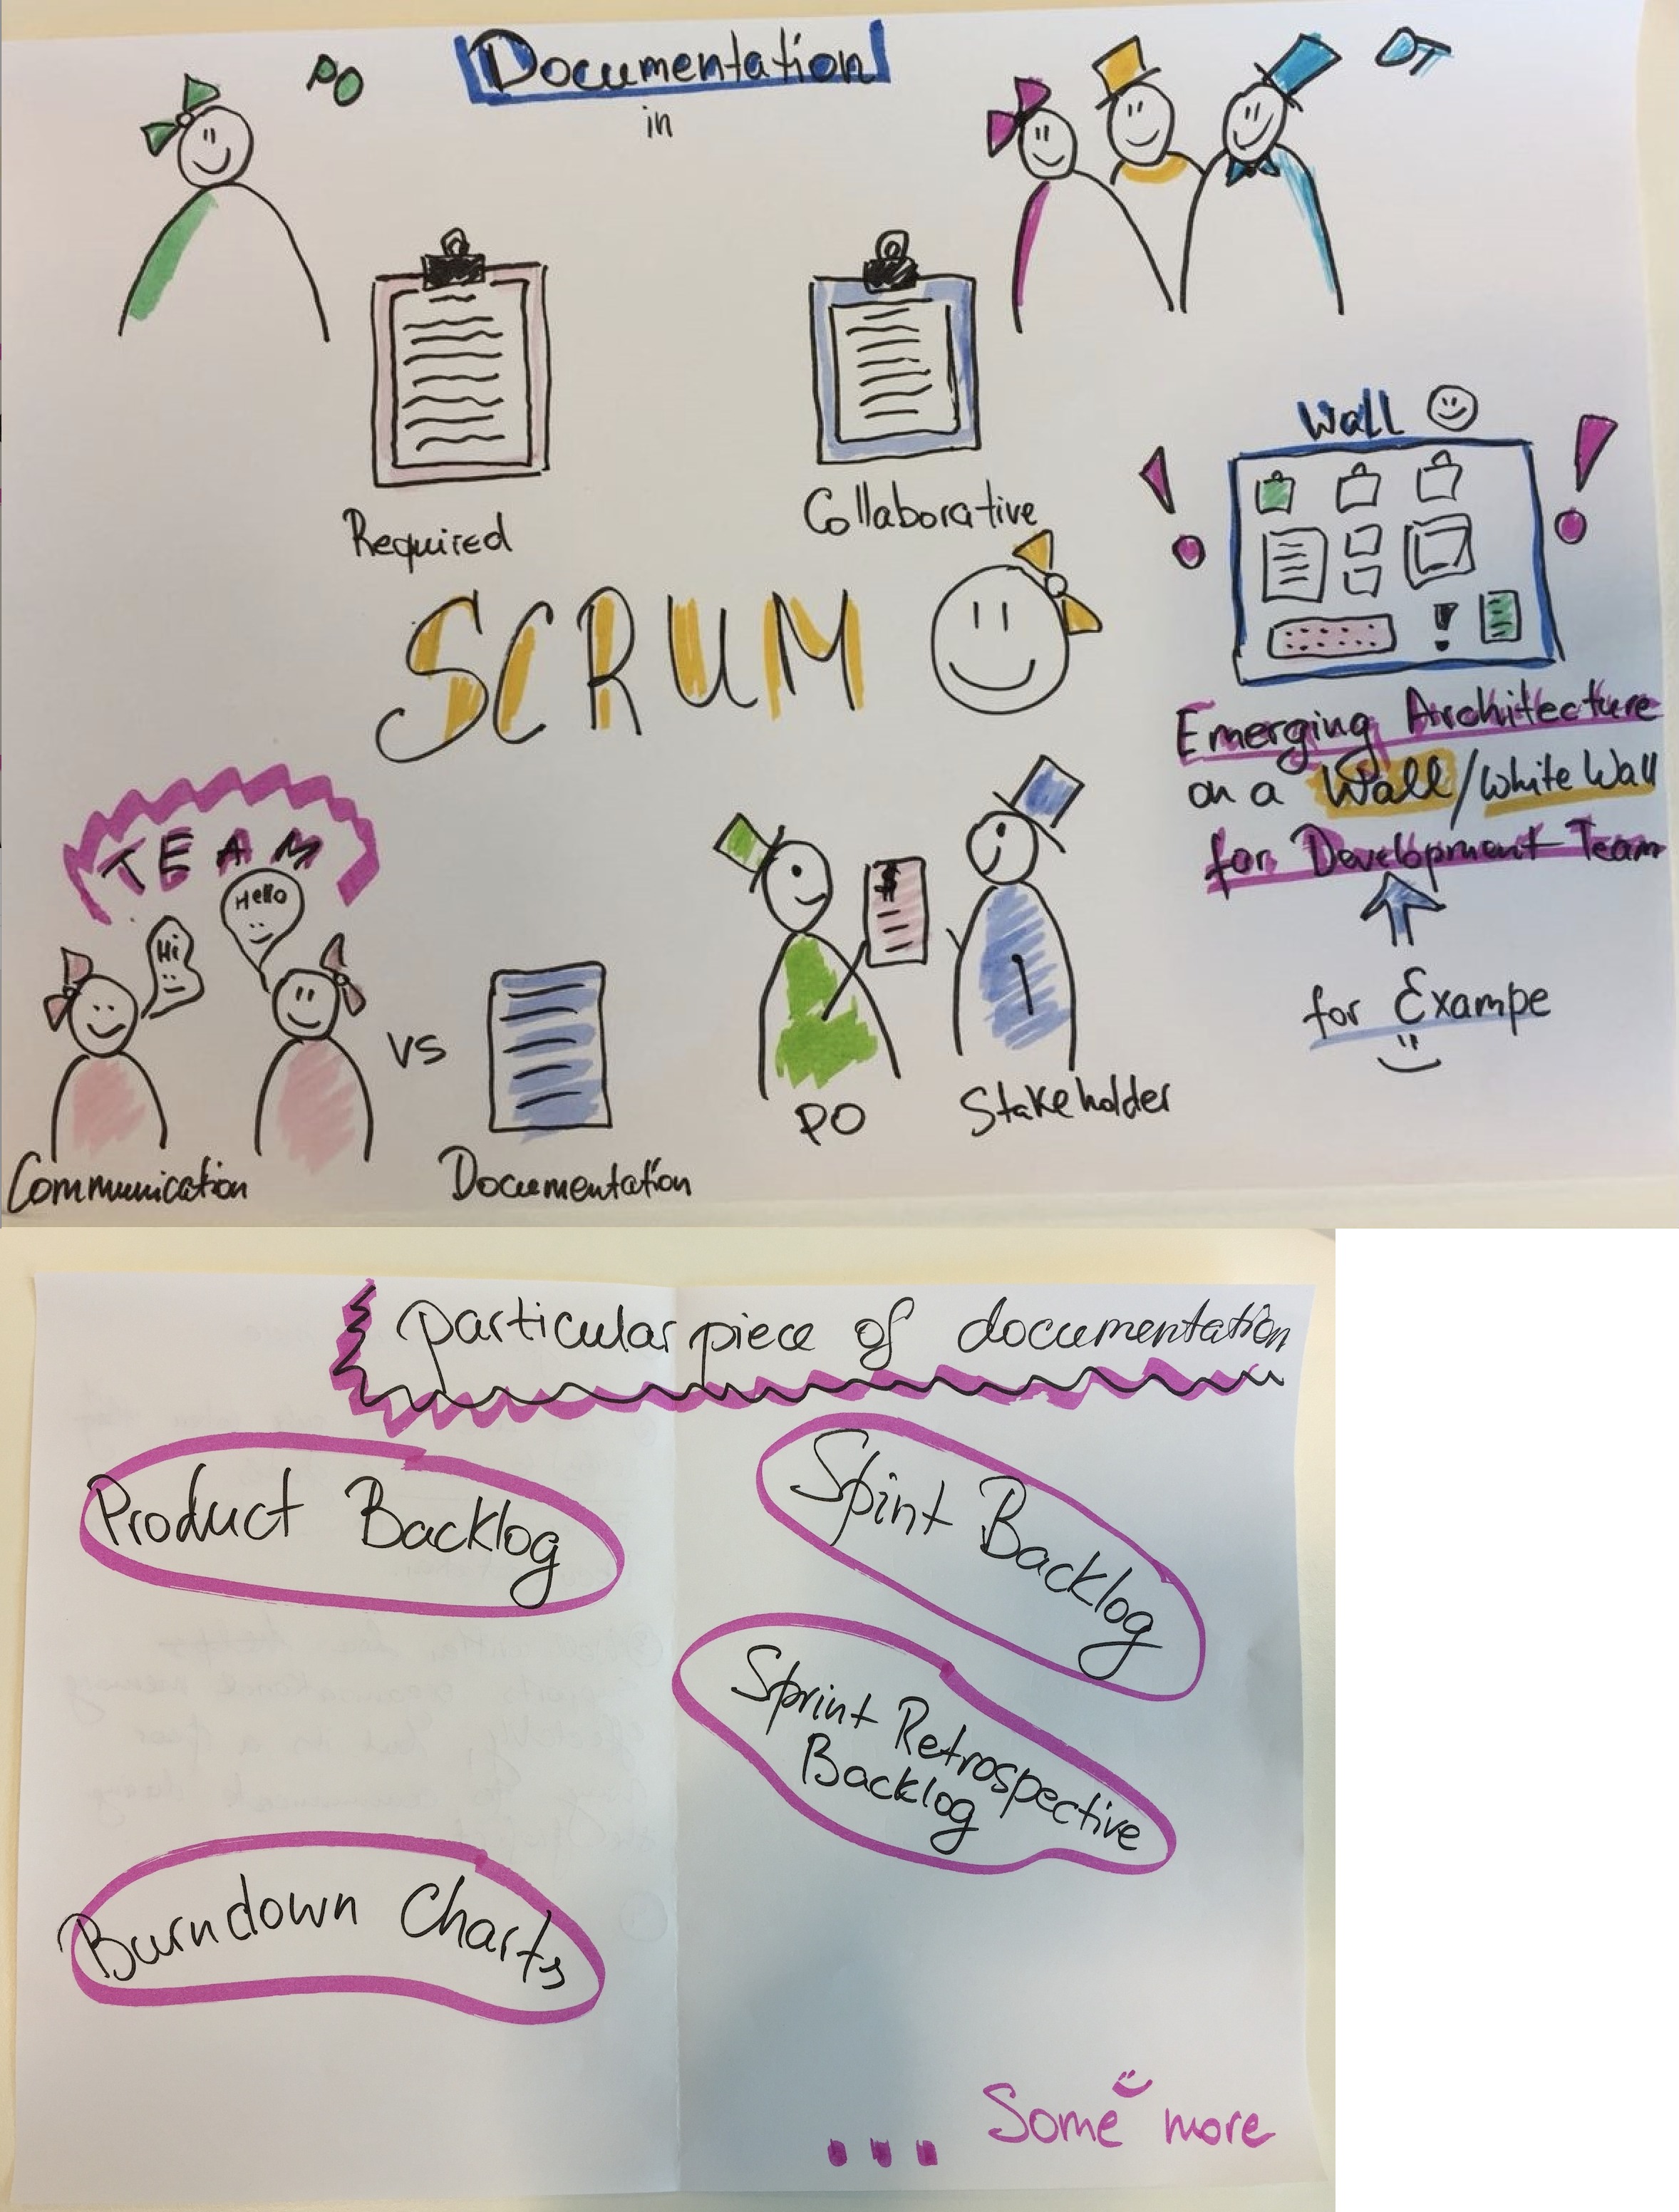 Documentation
in
PO
DT
Required
Collaborative
Wall
SCRUM
Emerging Architecture
on a Wall/White Wall
for Development Team
for Exampe
TEAM
Hi
Hello
vs
$
PO
Stakeholder
Communication
Documentation
particular piece of documentation
Product Backlog
Spint Backlog
Sprint Retrospective
Backlog
Burndown Charts
... Some more